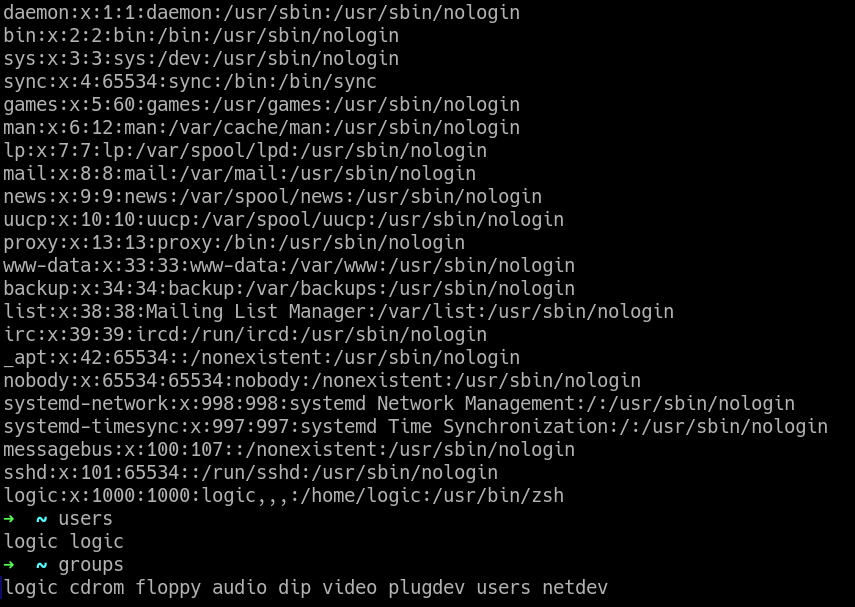 daemon:x:1:1:daemon:/usr/sbin:/usr/sbin/nologin
bin:x:2:2:bin:/bin:/usr/sbin/nologin
sys:x:3:3:sys:/dev:/usr/sbin/nologin
sync:x:4:65534:sync:/bin:/bin/sync
games:x:5:60:games:/usr/games:/usr/sbin/nologin
man:x:6:12:man:/var/cache/man:/usr/sbin/nologin
lp:x:7:7:lp:/var/spool/lpd:/usr/sbin/nologin
mail:x:8:8:mail:/var/mail:/usr/sbin/nologin
news:x:9:9:news:/var/spool/news:/usr/sbin/nologin
uucp:x:10:10:uucp:/var/spool/uucp:/usr/sbin/nologin
proxy:x:13:13:proxy:/bin:/usr/sbin/nologin
www-data:x:33:33:www-data:/var/www:/usr/sbin/nologin
backup:x:34:34:backup:/var/backups:/usr/sbin/nologin
list:x:38:38:Mailing List Manager:/var/list:/usr/sbin/nologin
irc:x:39:39:ircd:/run/ircd:/usr/sbin/nologin
_apt:x:42:65534::/nonexistent:/usr/sbin/nologin
nobody:x:65534:65534:nobody:/nonexistent:/usr/sbin/nologin
systemd-network:x:998:998:systemd Network Management:/:/usr/sbin/nologin
systemd-timesync:x:997:997:systemd Time Synchronization:/:/usr/sbin/nologin
messagebus:x:100:107::/nonexistent:/usr/sbin/nologin
sshd:x:101:65534::/run/sshd:/usr/sbin/nologin
logic:x:1000:1000:logic,,,:/home/logic:/usr/bin/zsh
➜  ~ users
logic logic
➜  ~ groups
logic cdrom floppy audio dip video plugdev users netdev